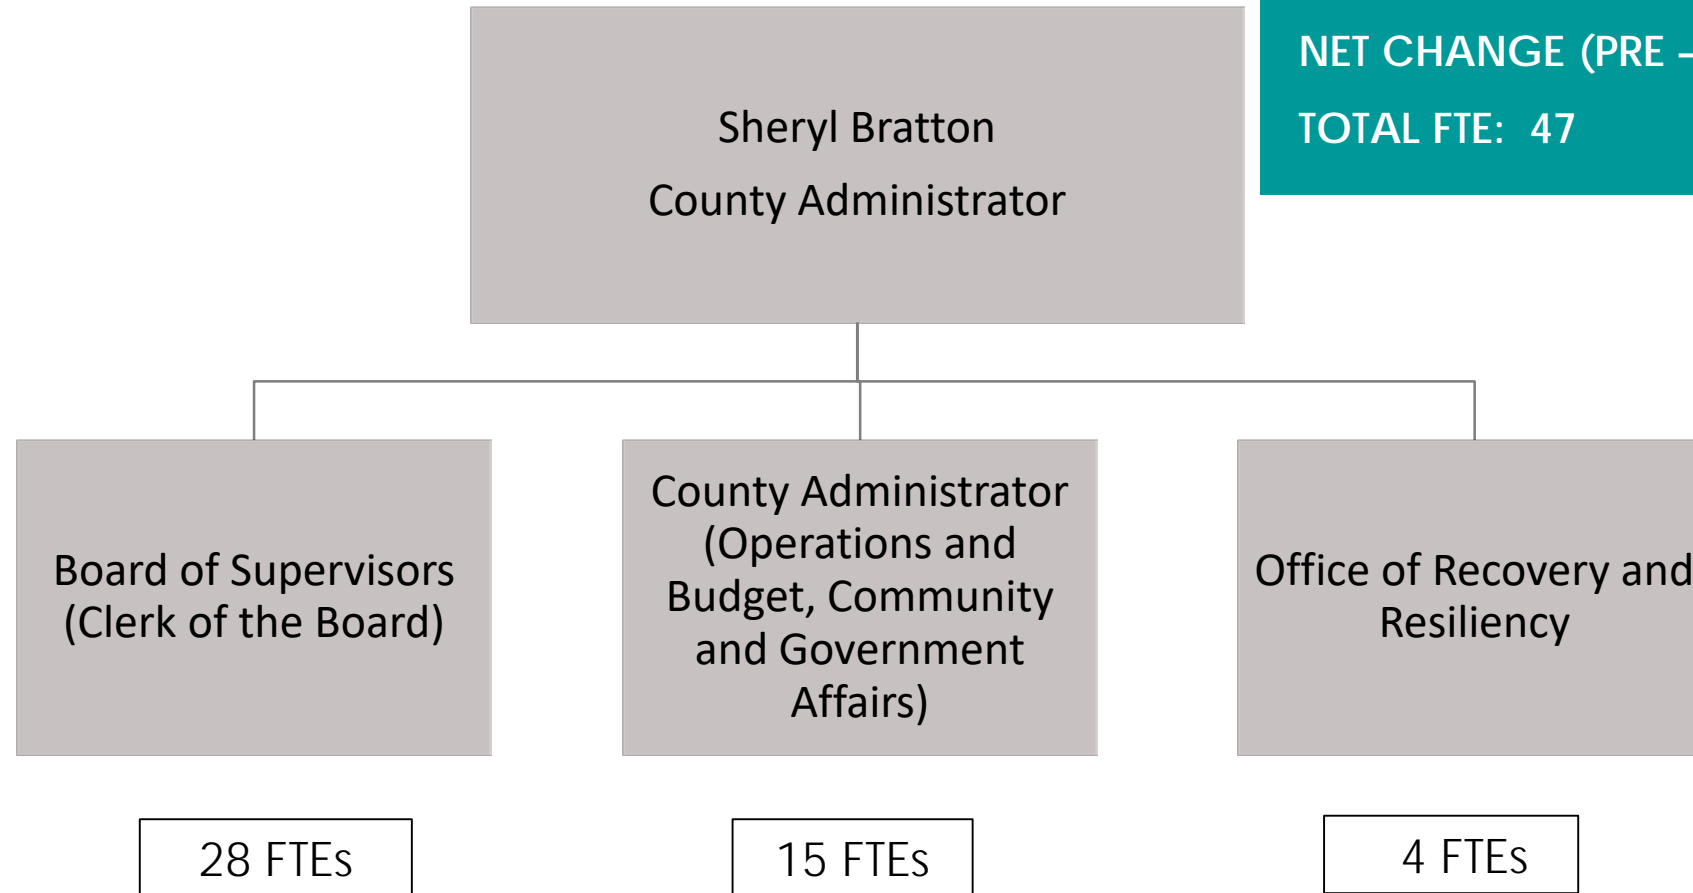 NET CHANGE (PRE –
TOTAL FTE: 47
Sheryl Bratton
County Administrator
Board of Supervisors
(Clerk of the Board)
County Administrator
(Operations and
Budget, Community
and Government
Affairs)
Office of Recovery and
Resiliency
28 FTEs
15 FTEs
4 FTEs